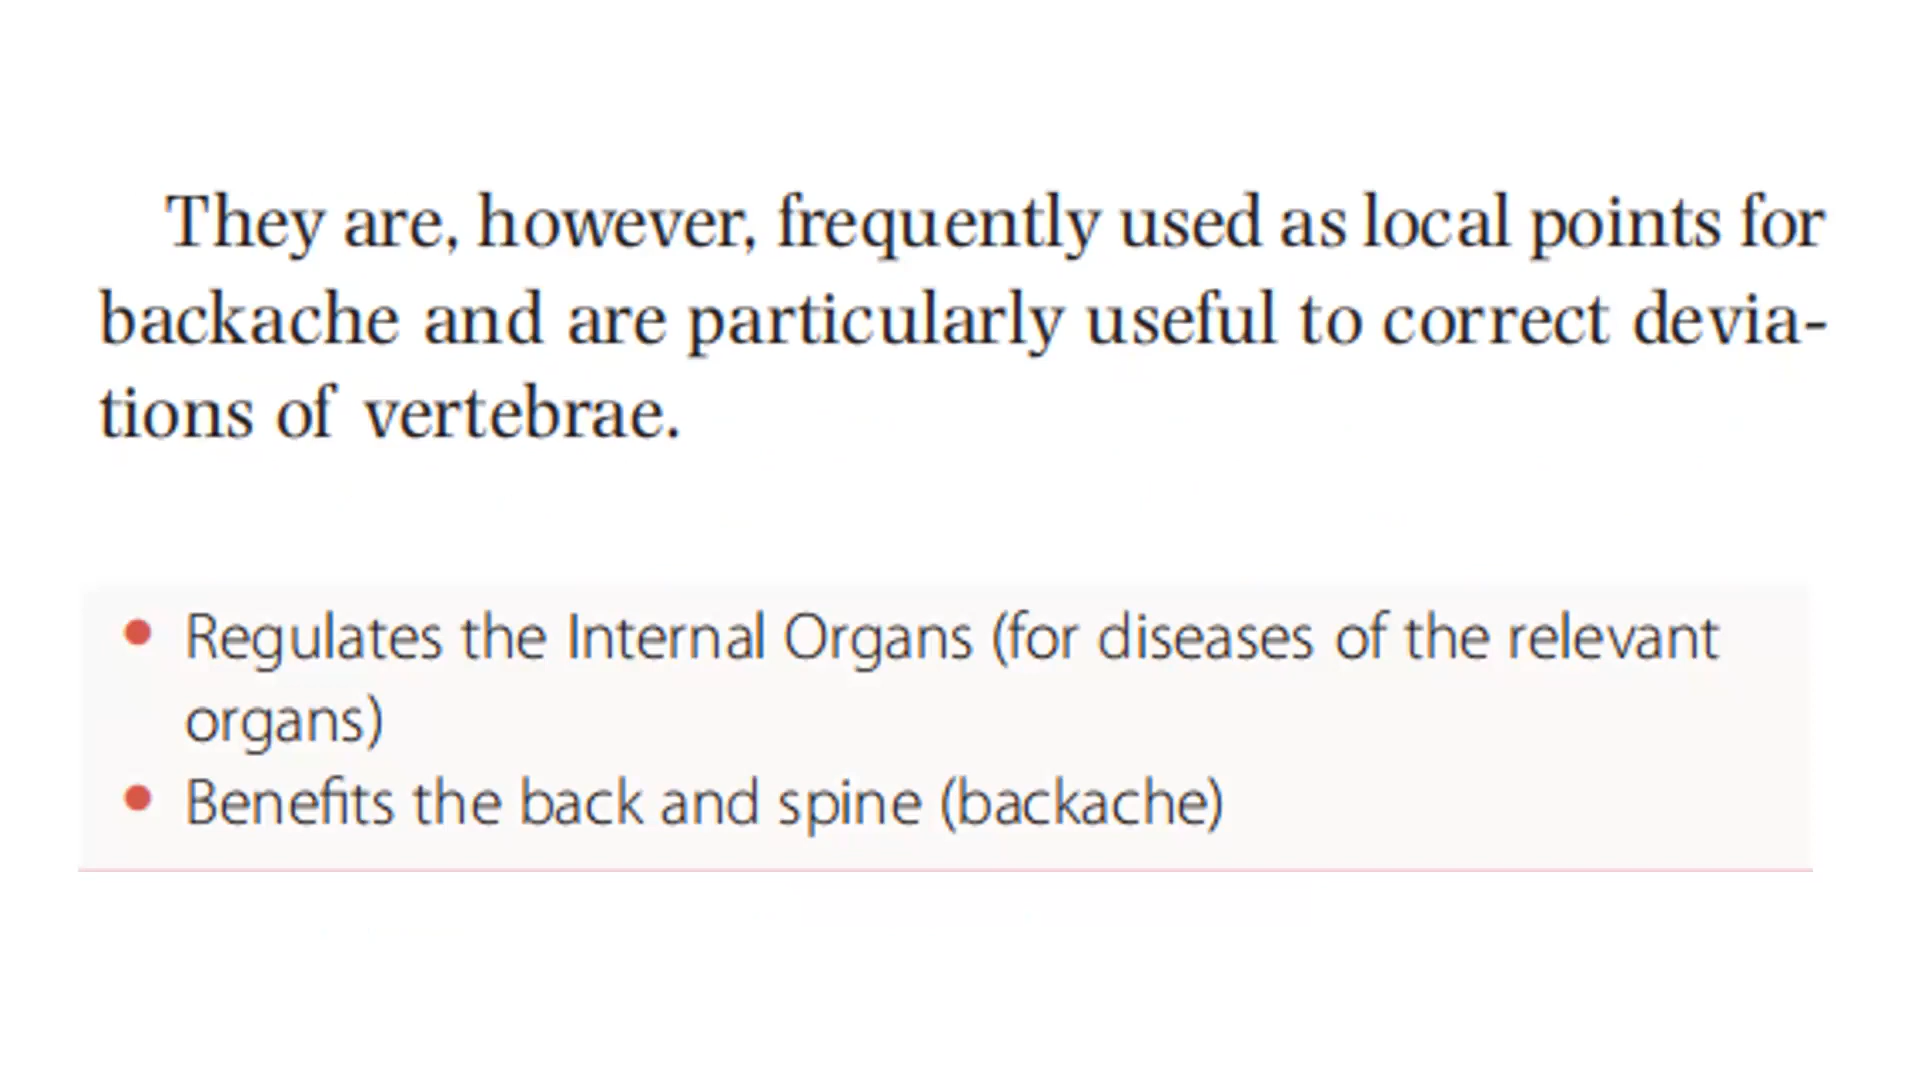 They are, however, frequently used as local points for
backache and are particularly useful to correct devia-
tions of vertebrae.
• Regulates the Internal Organs (for diseases of the relevant
organs)
• Benefits the back and spine (backache)